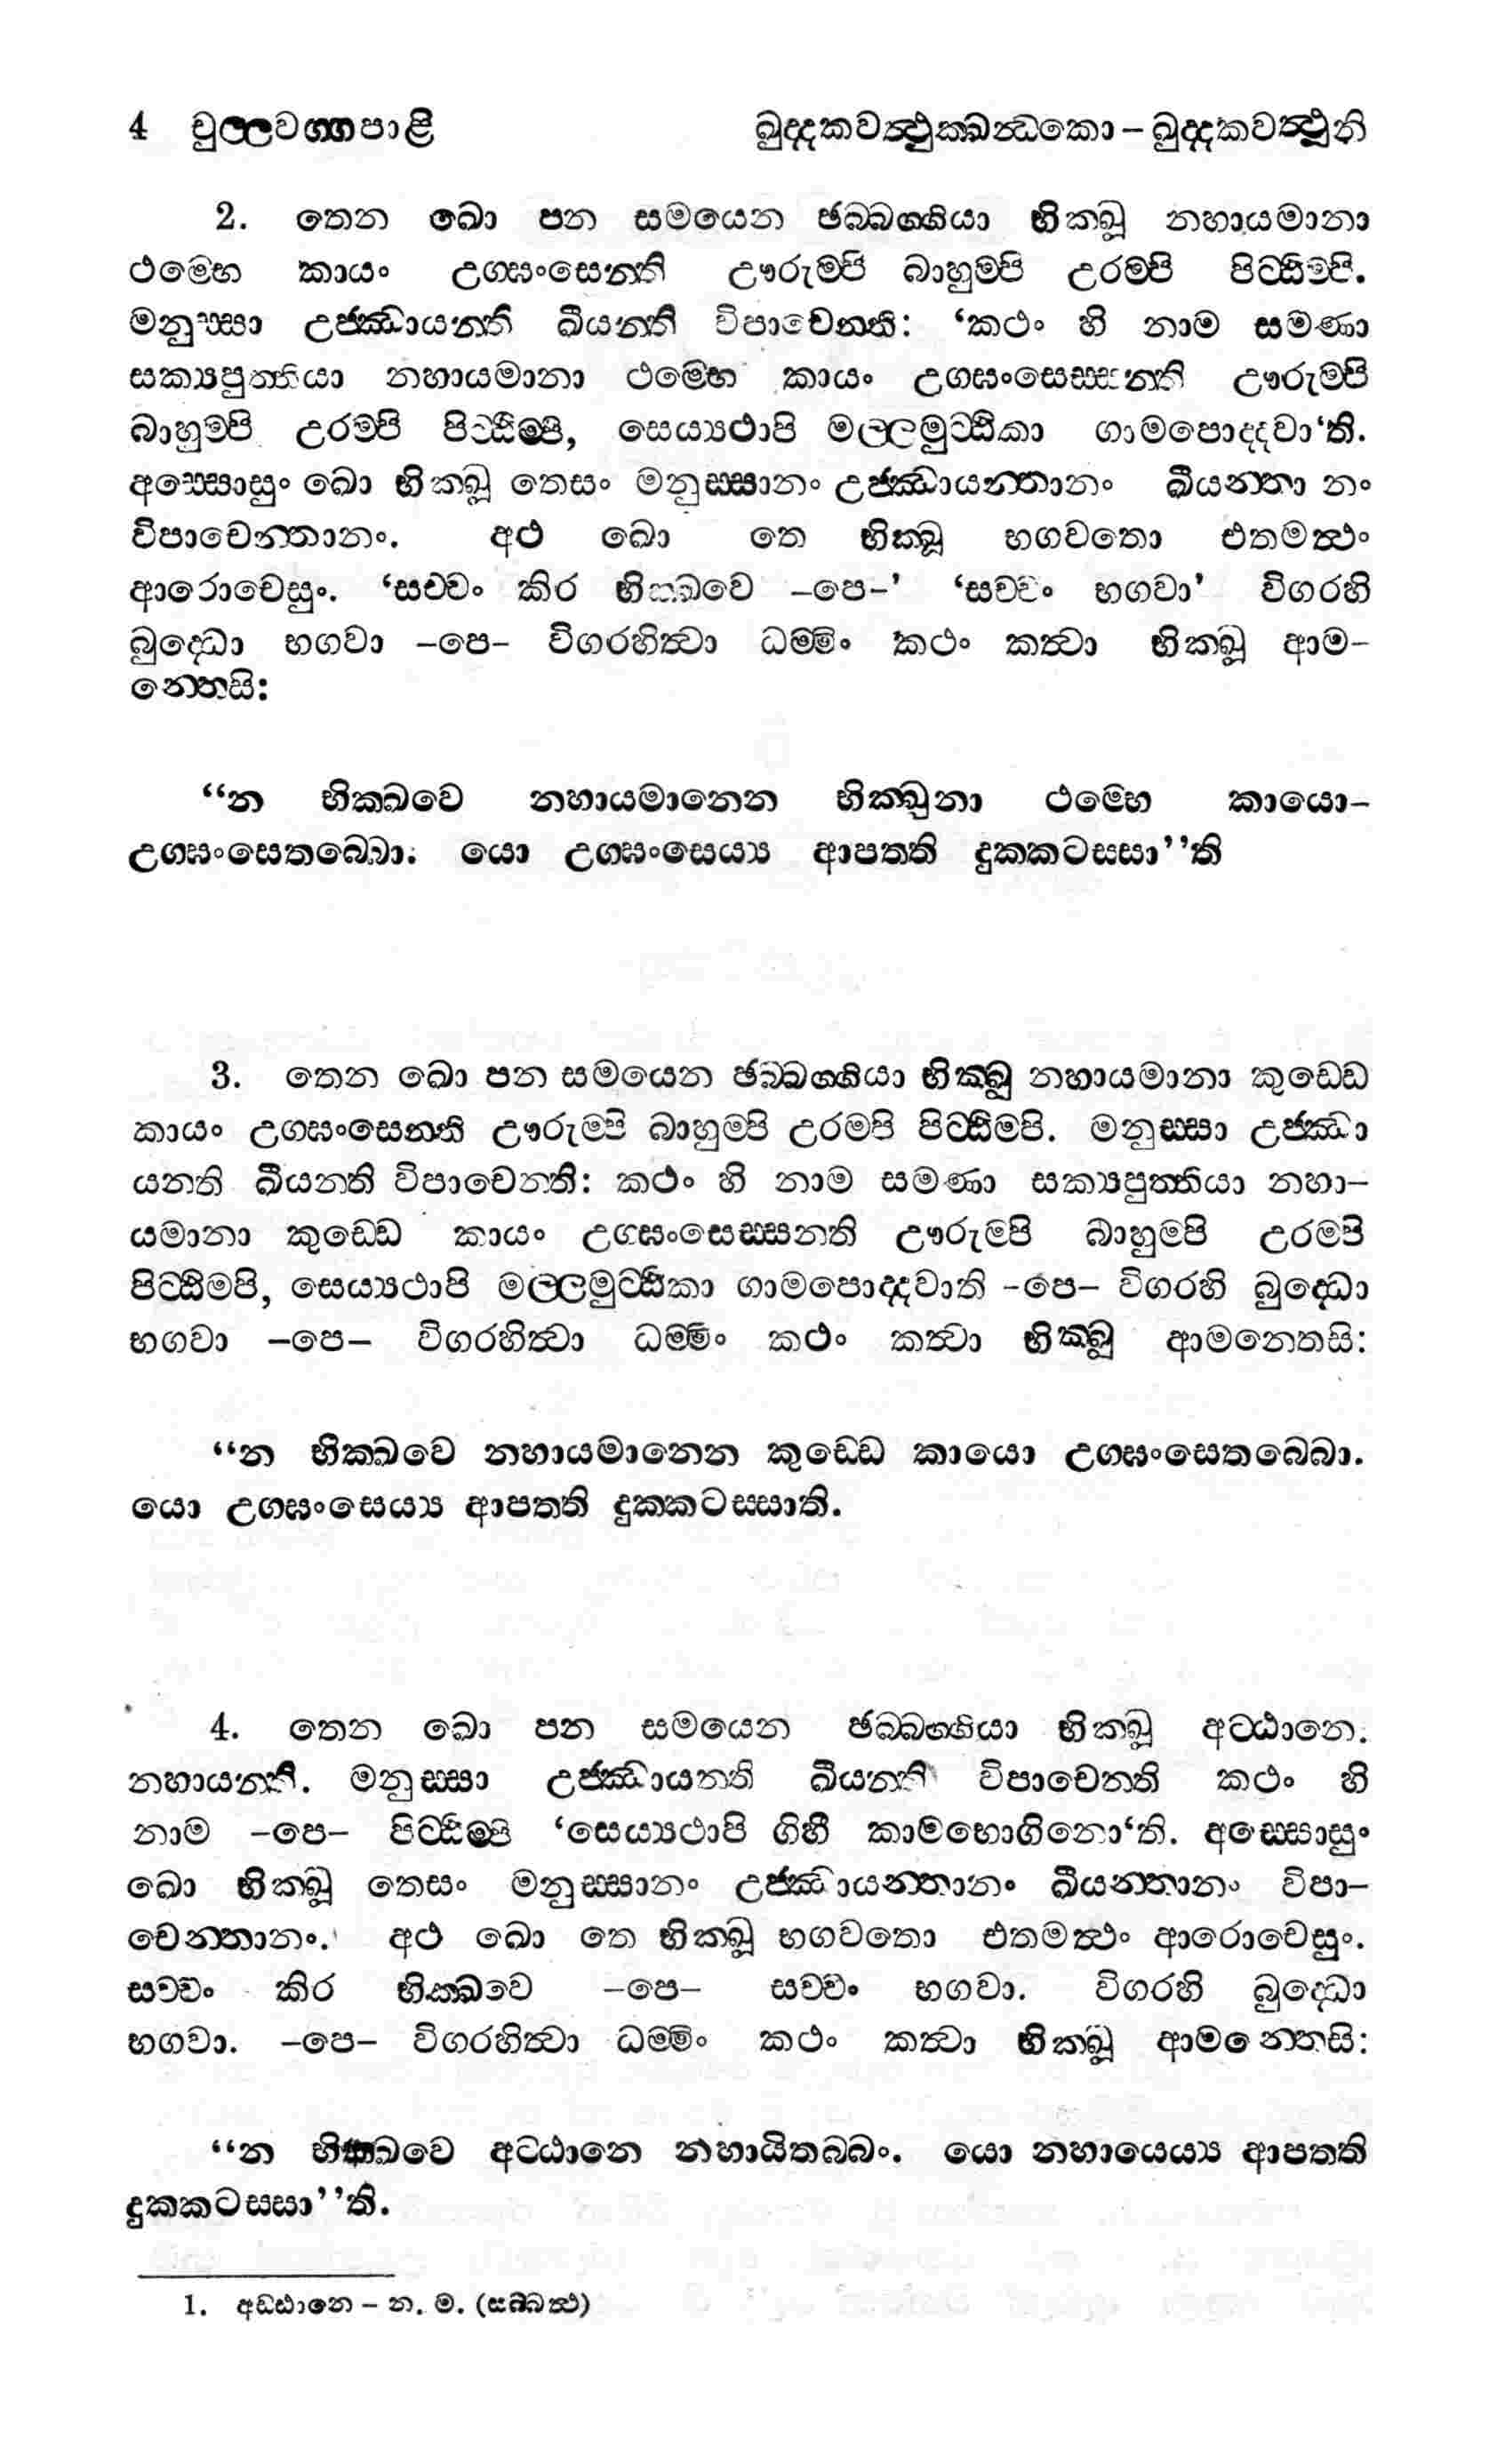 4 චුල්ලවග්ගපාළි ඛුද්දකවත්ථුක්ඛන්ධකො – ඛුද්දකවත්ථූනි
2. තෙන ඛො පන සමයෙන ඡබ්බග්ගියා භික්ඛූ නහායමානා
ථම්භෙ කායං උග්ඝංසෙන්ති ඌරුම්පි බාහුම්පි උරම්පි පිට්ඨිම්පි.
මනුස්සා උජ්ඣායන්ති ඛීයන්ති විපාචෙන්ති: ‘කථං හි නාම සමණා
සක්‍යපුත්තියා නහායමානා ථම්භෙ කායං උග්ඝංසෙස්සන්ති ඌරුම්පි
බාහුම්පි උරම්පි පිට්ඨිම්පි, සෙය්‍යථාපි මල්ලමුට්ඨිකා ගාමපොද්දවා‘ති.
අස්සොසුං ඛො භික්ඛූ තෙසං මනුස්සානං උජ්ඣායන්තානං ඛීයන්තා නං
විපාචෙන්තානං. අථ ඛො තෙ භික්ඛූ භගවතො එතමත්ථං
ආරොචෙසුං. ‘සච්චං කිර භික්ඛවෙ –පෙ–’ ‘සච්චං භගවා’ විගරහි
බුද්ධො භගවා –පෙ– විගරහිත්වා ධම්මිං කථං කත්වා භික්ඛූ ආම–
න්තෙසි:
“න භික්ඛවෙ නහායමානෙන භික්ඛුනා ථම්භෙ කායො–
උග්ඝංසෙතබ්බො. යො උග්ඝංසෙය්‍ය ආපත්ති දුක්කටස්සා’’ති
3. තෙන ඛො පන සමයෙන ඡබ්බග්ගියා භික්ඛූ නහායමානා කුඩ්ඩෙ
කායං උග්ඝංසෙන්ති ඌරුම්පි බාහුම්පි උරම්පි පිට්ඨිම්පි. මනුස්සා උජ්ඣා
යන්ති ඛීයන්ති විපාචෙන්ති: කථං හි නාම සමණා සක්‍යපුත්තියා නහා–
යමානා කුඩ්ඩෙ කායං උග්ඝංසෙස්සන්ති ඌරුම්පි බාහුම්පි උරම්පි
පිට්ඨිම්පි, සෙය්‍යථාපි මල්ලමුට්ඨිකා ගාමපොද්දවාති –පෙ– විගරහි බුද්ධො
භගවා –පෙ– විගරහිත්වා ධම්මිං කථං කත්වා භික්ඛූ ආමන්තෙසි:
“න භික්ඛවෙ නහායමානෙන කුඩ්ඩෙ කායො උග්ඝංසෙතබ්බො.
යො උග්ඝංසෙය්‍ය ආපත්ති දුක්කටස්සාති.
4. තෙන ඛො පන සමයෙන ඡබ්බග්ගියා භික්ඛූ අට්ඨානෙ.
නහායන්ති. මනුස්සා උජ්ඣායන්ති ඛීයන්ති විපාචෙන්ති කථං හි
නාම –පෙ– පිට්ඨිම්පි ‘සෙය්‍යථාපි ගිහී කාමභොගිනො‘ති. අස්සොසුං
ඛො භික්ඛූ තෙසං මනුස්සානං උජ්ඣායන්තානං ඛීයන්තානං විපා–
චෙන්තානං. අථ ඛො තෙ භික්ඛූ භගවතො එතමත්ථං ආරොචෙසුං.
සච්චං කිර භික්ඛවෙ –පෙ– සච්චං භගවා. විගරහි බුද්ධො
භගවා. –පෙ– විගරහිත්වා ධම්මිං කථං කත්වා භික්ඛූ ආමන්තෙසි:
“න භික්ඛවෙ අට්ඨානෙ නහායිතබ්බං. යො නහායෙය්‍ය ආපත්ති
දුක්කටස්සා’’ති.
1. අඩ්ඪානෙ – න. ම. (සබ්බත්ථ)